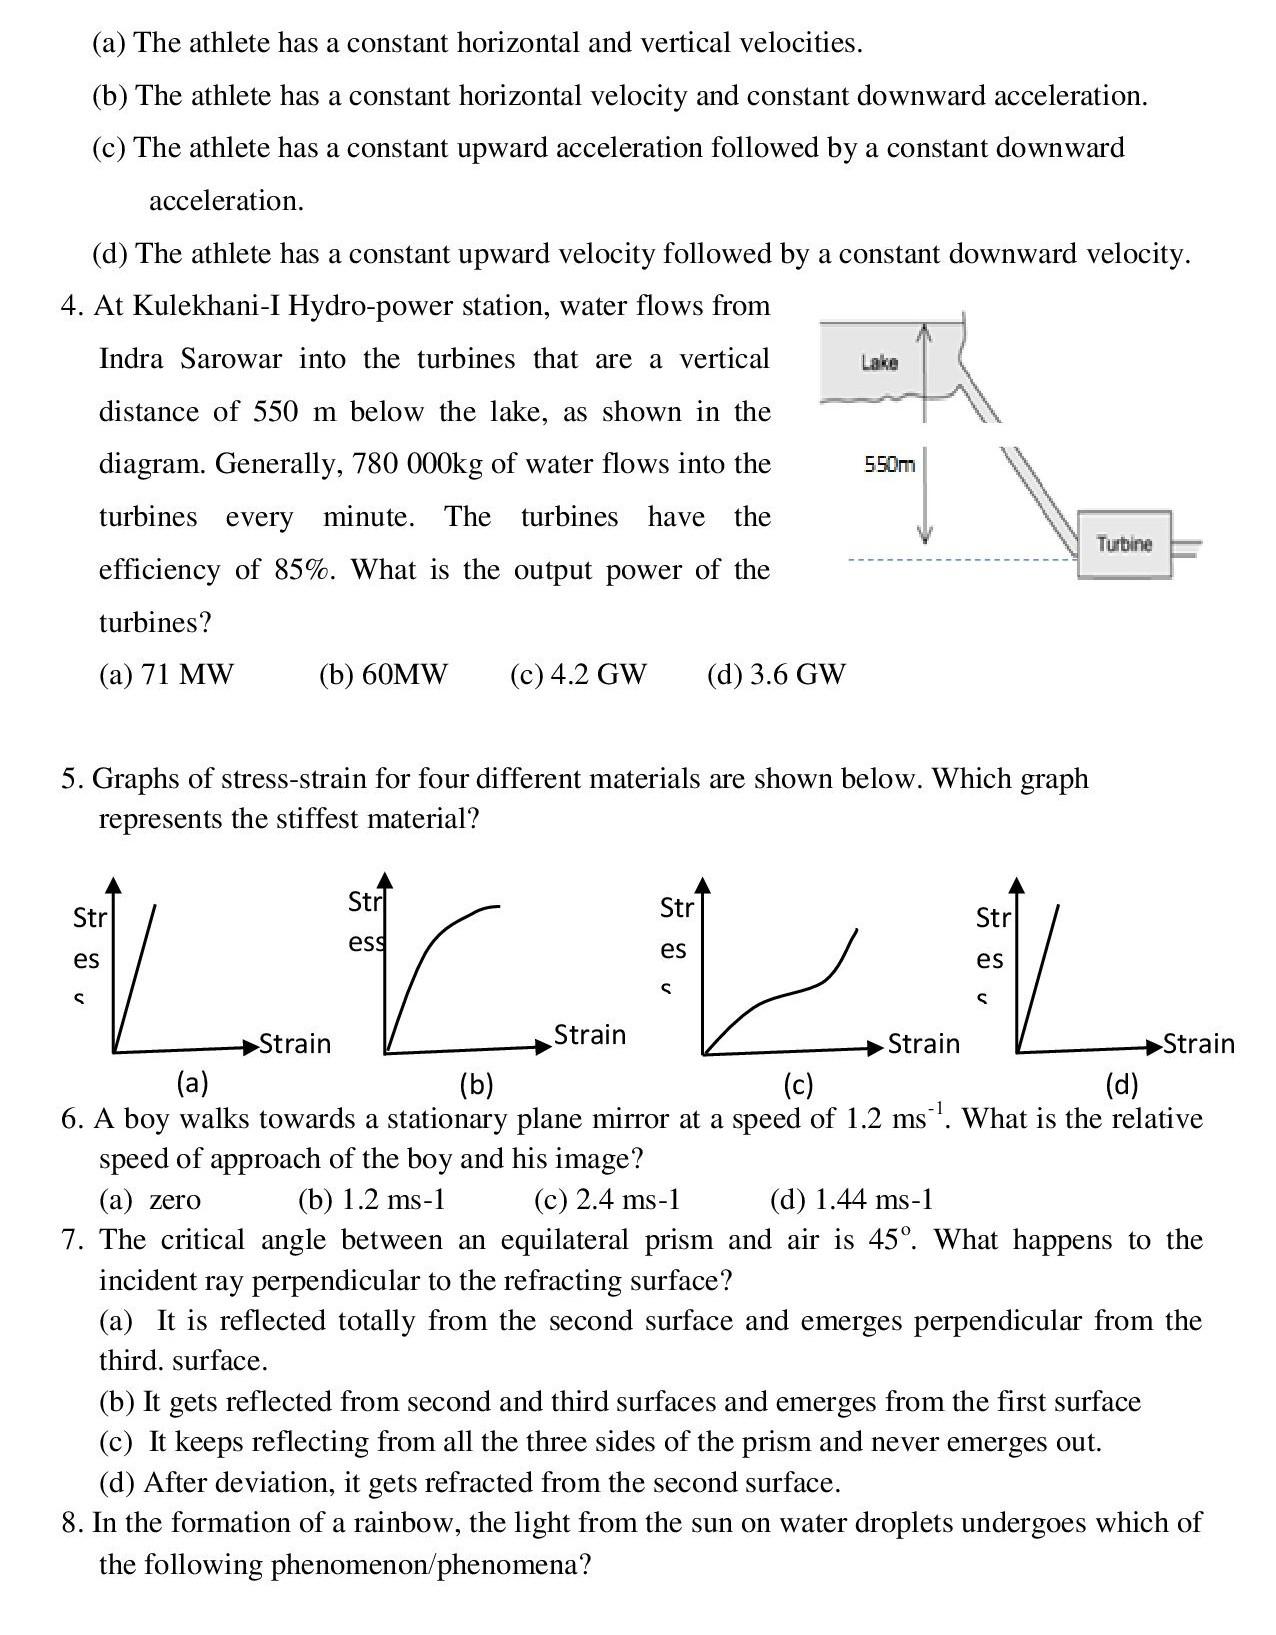 (a) The athlete has a constant horizontal and vertical velocities.
(b) The athlete has a constant horizontal velocity and constant downward acceleration.
(c) The athlete has a constant upward acceleration followed by a constant downward
acceleration.
(d) The athlete has a constant upward velocity followed by a constant downward velocity.
4. At Kulekhani-I Hydro-power station, water flows from
Indra Sarowar into the turbines that are a vertical
distance of 550 m below the lake, as shown in the
diagram. Generally, 780 000kg of water flows into the
turbines every minute. The turbines have the
efficiency of 85%. What is the output power of the
turbines?
Lake
550m
Turbine
(a) 71 MW (b) 60MW (c) 4.2 GW (d) 3.6 GW
5. Graphs of stress-strain for four different materials are shown below. Which graph
represents the stiffest material?
Str
es
s
Strain
(a)
Str
ess
Strain
(b)
Str
es
s
Strain
(c)
Str
es
s
Strain
(d)
6. A boy walks towards a stationary plane mirror at a speed of 1.2 ms⁻¹. What is the relative
speed of approach of the boy and his image?
(a) zero (b) 1.2 ms-1 (c) 2.4 ms-1 (d) 1.44 ms-1
7. The critical angle between an equilateral prism and air is 45º. What happens to the
incident ray perpendicular to the refracting surface?
(a) It is reflected totally from the second surface and emerges perpendicular from the
third. surface.
(b) It gets reflected from second and third surfaces and emerges from the first surface
(c) It keeps reflecting from all the three sides of the prism and never emerges out.
(d) After deviation, it gets refracted from the second surface.
8. In the formation of a rainbow, the light from the sun on water droplets undergoes which of
the following phenomenon/phenomena?